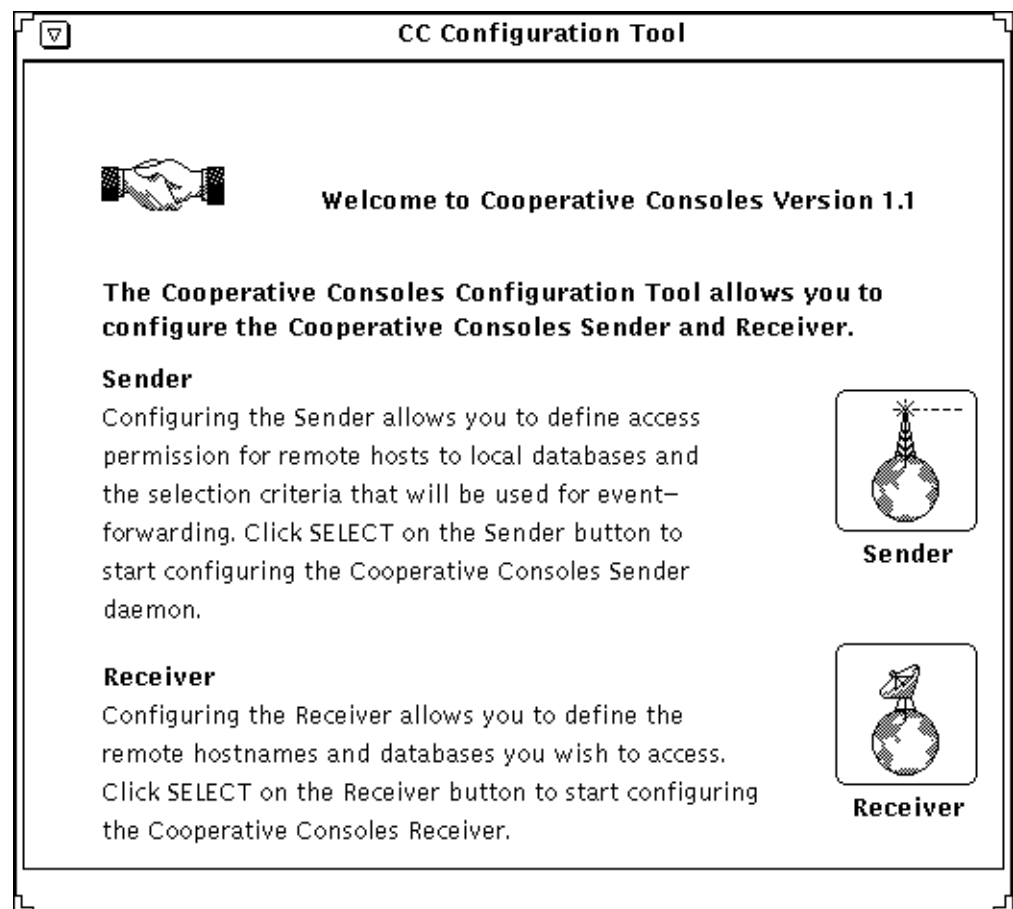 CC Configuration Tool
Welcome to Cooperative Consoles Version 1.1
The Cooperative Consoles Configuration Tool allows you to
configure the Cooperative Consoles Sender and Receiver.
Sender
Configuring the Sender allows you to define access
permission for remote hosts to local databases and
the selection criteria that will be used for event–
forwarding. Click SELECT on the Sender button to
start configuring the Cooperative Consoles Sender
daemon.
Sender
Receiver
Configuring the Receiver allows you to define the
remote hostnames and databases you wish to access.
Click SELECT on the Receiver button to start configuring
the Cooperative Consoles Receiver.
Receiver